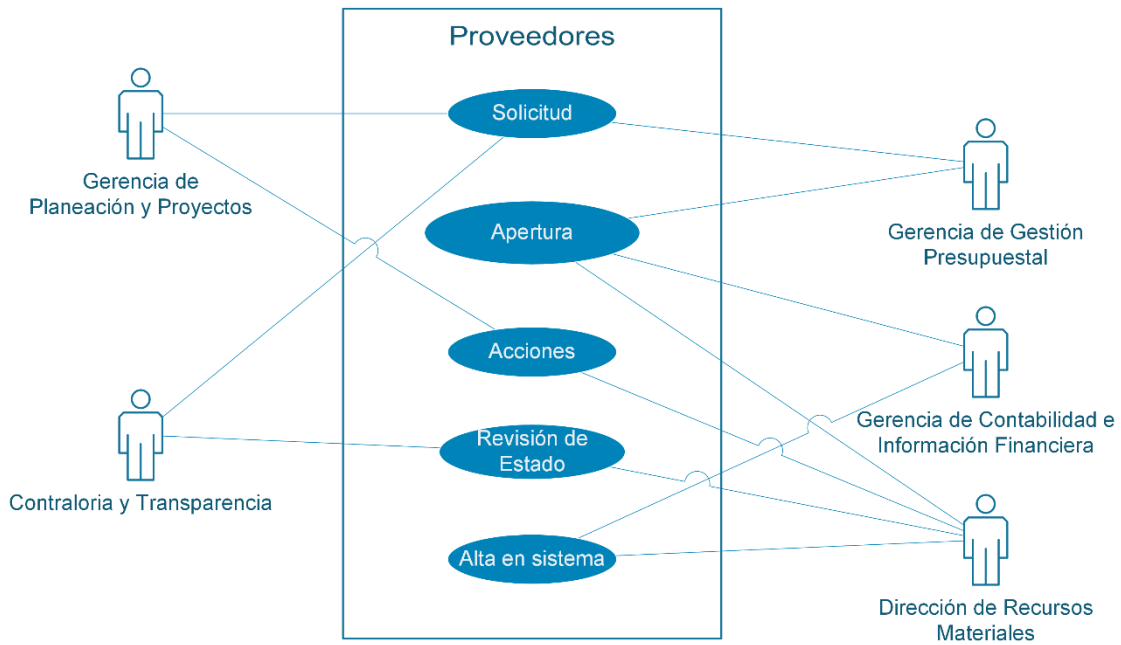 Proveedores
Solicitud
Gerencia de
Planeación y Proyectos
Apertura
Gerencia de Gestión
Presupuestal
Acciones
Gerencia de Contabilidad e
Información Financiera
Revisión de
Estado
Contraloria y Transparencia
Alta en sistema
Dirección de Recursos
Materiales